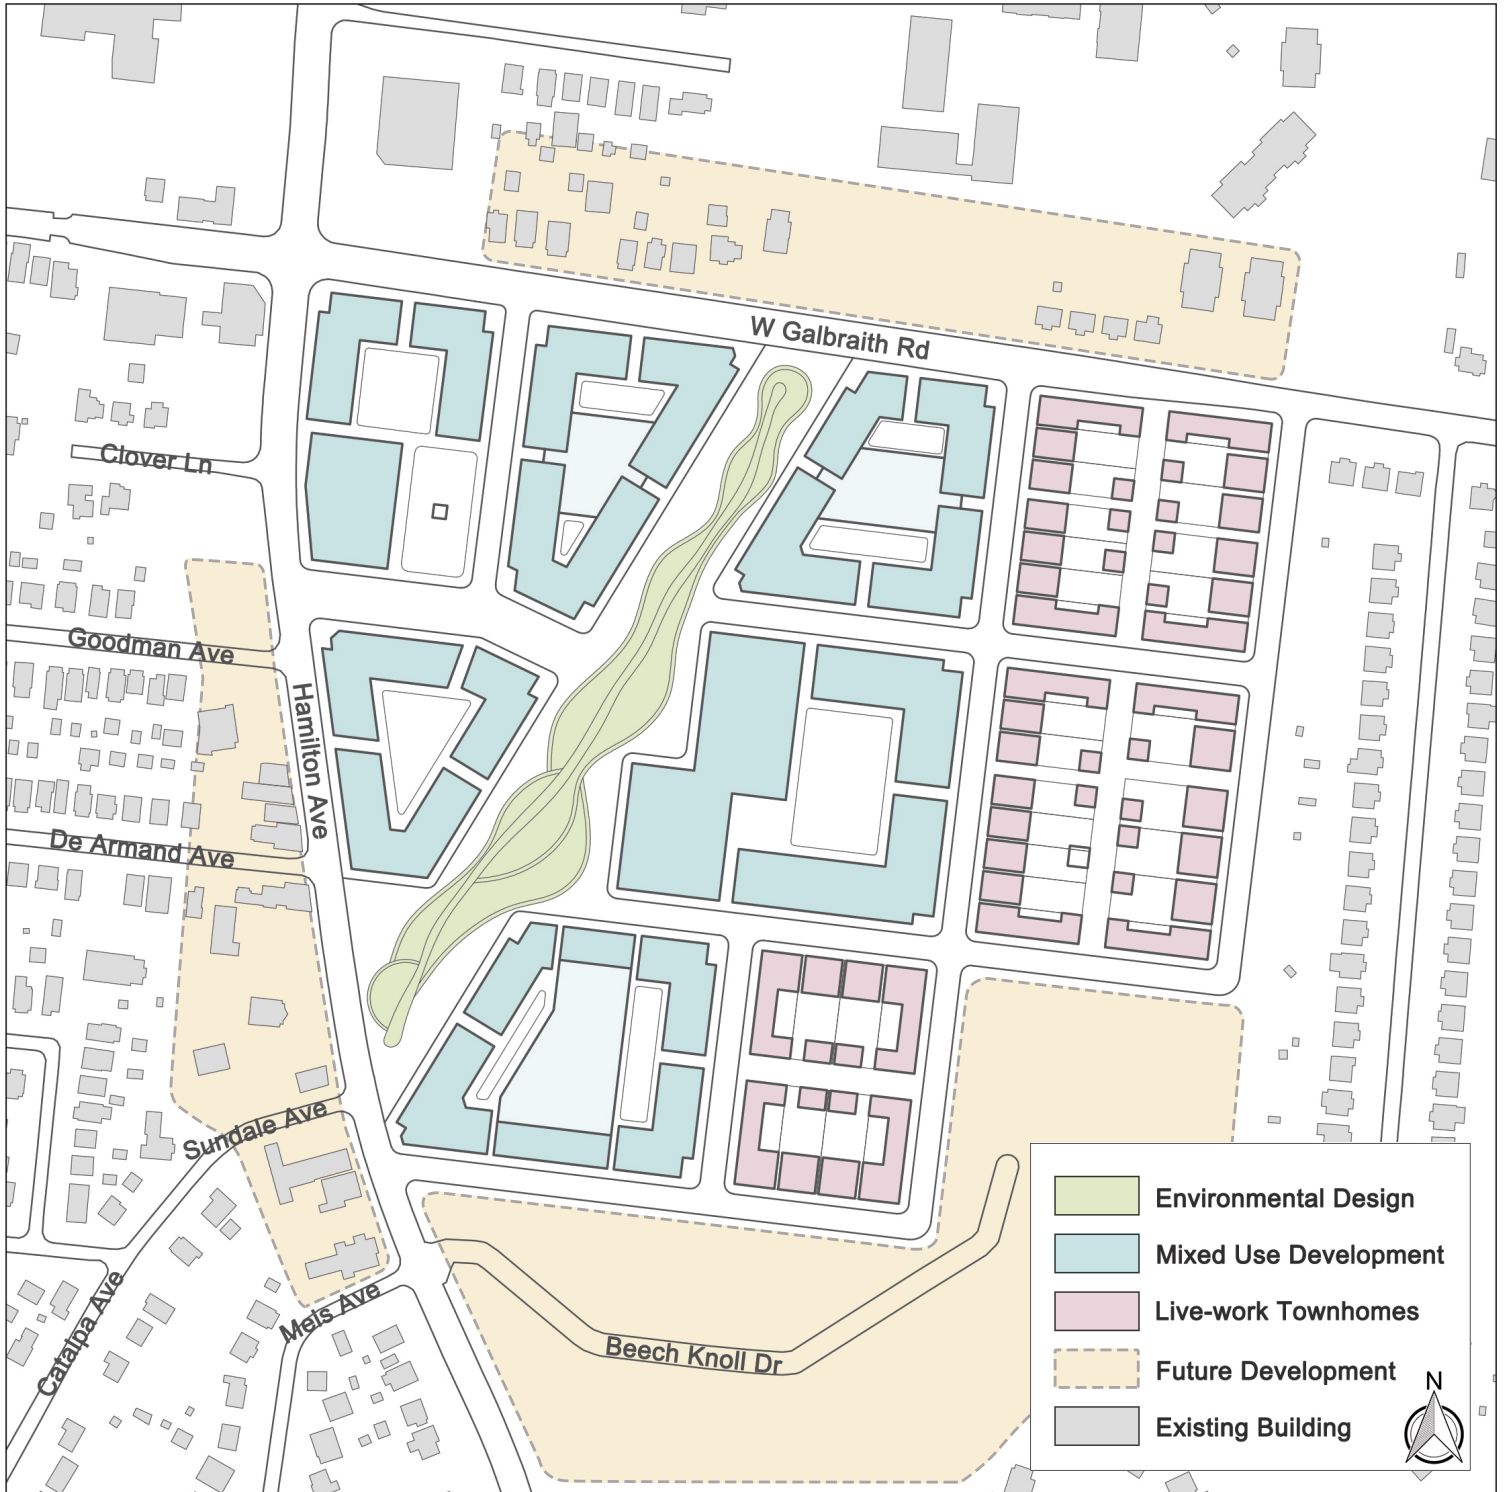 W Galbraith Rd
Clover Ln
Goodman Ave
Hamilton Ave
De Armand Ave
Sundale Ave
Catalpa Ave
Meis Ave
Beech Knoll Dr
Environmental Design
Mixed Use Development
Live-work Townhomes
Future Development
N
Existing Building